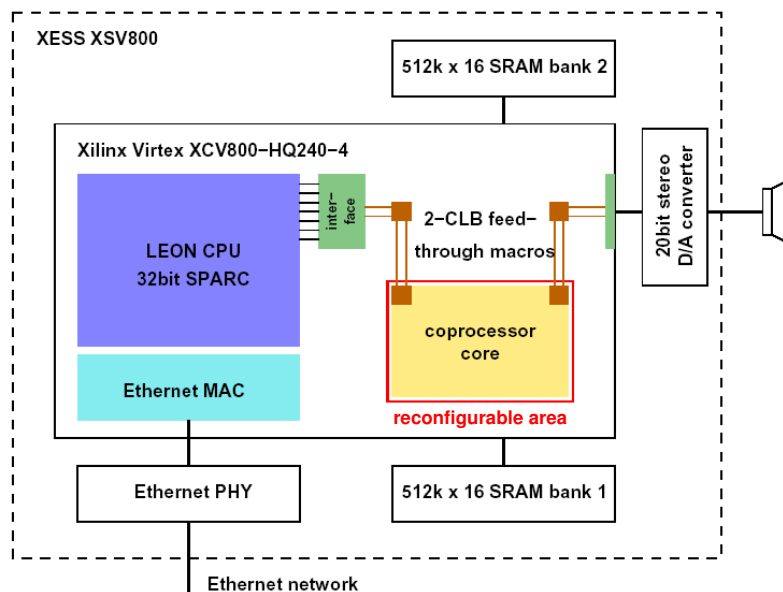 XESS XSV800
512k x 16 SRAM bank 2
Xilinx Virtex XCV800-HQ240-4
inter-
face
2-CLB feed-
through macros
20bit stereo
D/A converter
LEON CPU
32bit SPARC
coprocessor
core
Ethernet MAC
reconfigurable area
Ethernet PHY
512k x 16 SRAM bank 1
Ethernet network